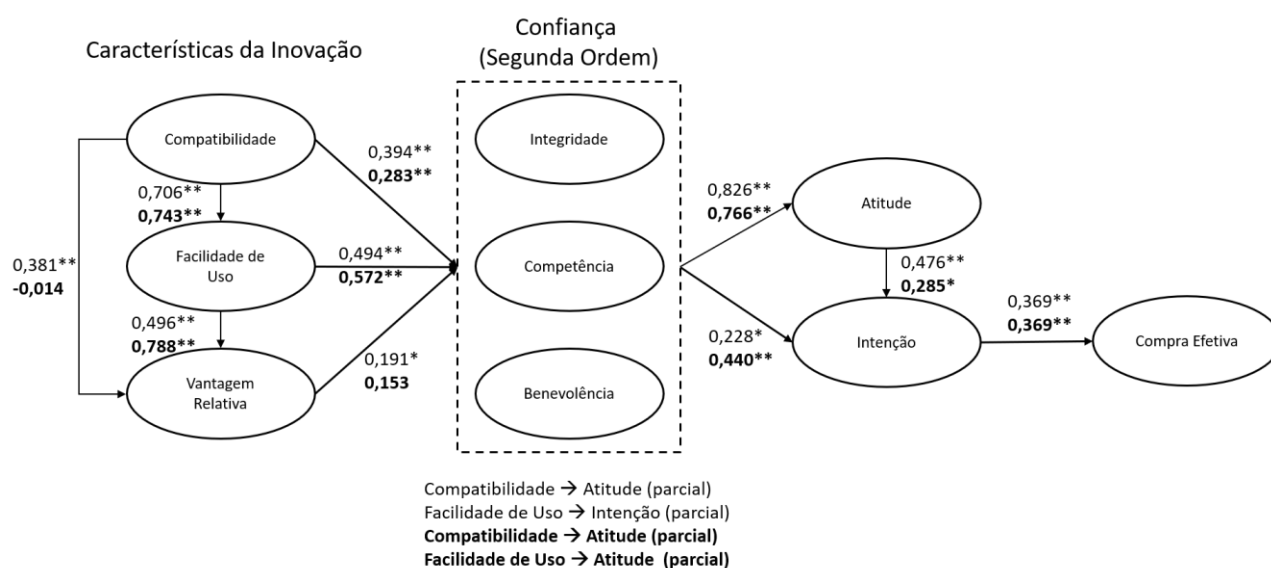 Confiança
(Segunda Ordem)
Características da Inovação
Compatibilidade
Integridade
0,394**
0,283**
0,706**
0,743**
0,826**
0,766**
Atitude
Facilidade de
Uso
0,494**
0,572**
Competência
0,381**
-0,014
0,476**
0,285*
0,496**
0,788**
0,369**
0,369**
0,228*
0,440**
Intenção
Compra Efetiva
0,191*
0,153
Vantagem
Relativa
Benevolência
Compatibilidade → Atitude (parcial)
Facilidade de Uso → Intenção (parcial)
Compatibilidade → Atitude (parcial)
Facilidade de Uso → Atitude (parcial)